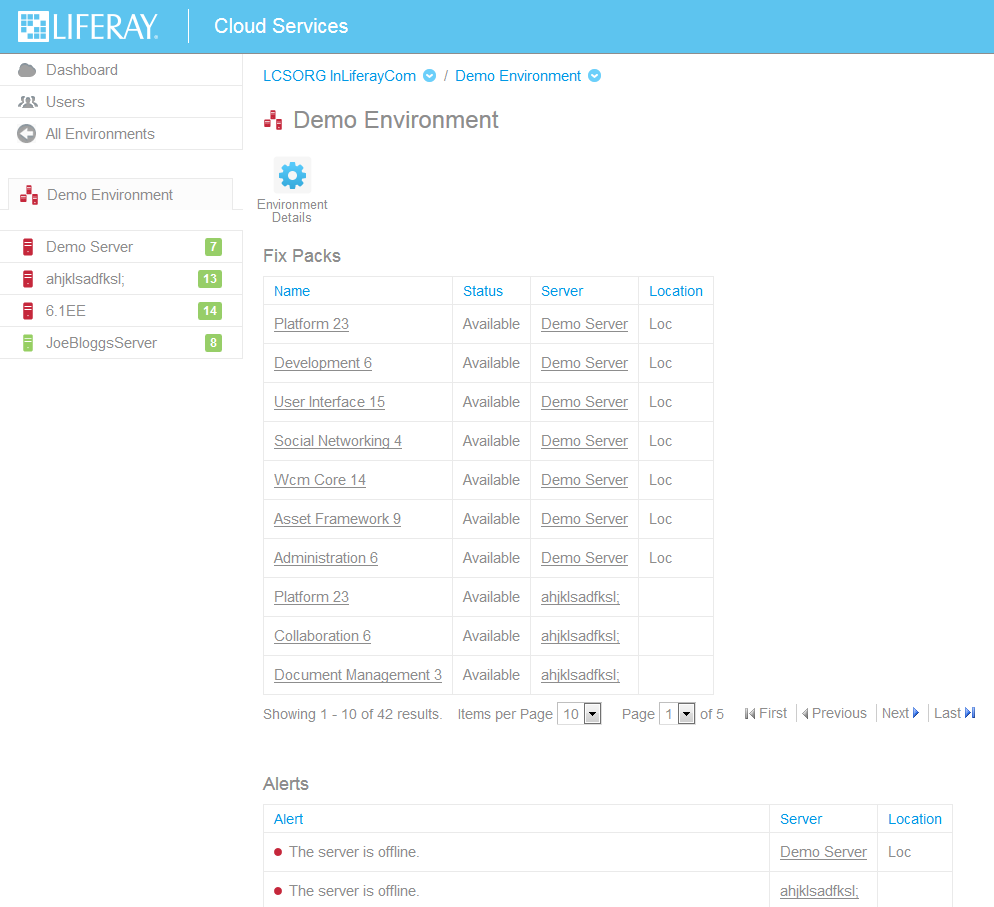 LIFERAY. Cloud Services
Dashboard
Users
All Environments
Demo Environment
Demo Server 7
ahjklsadfksl; 13
6.1EE 14
JoeBloggsServer 8
LCSORG InLiferayCom / Demo Environment
Demo Environment
Environment
Details
Fix Packs
Name Status Server Location
Platform 23 Available Demo Server Loc
Development 6 Available Demo Server Loc
User Interface 15 Available Demo Server Loc
Social Networking 4 Available Demo Server Loc
Wcm Core 14 Available Demo Server Loc
Asset Framework 9 Available Demo Server Loc
Administration 6 Available Demo Server Loc
Platform 23 Available ahjklsadfksl;
Collaboration 6 Available ahjklsadfksl;
Document Management 3 Available ahjklsadfksl;
Showing 1 - 10 of 42 results. Items per Page 10 Page 1 of 5 First Previous Next Last
Alerts
Alert Server Location
The server is offline. Demo Server Loc
The server is offline. ahjklsadfksl;